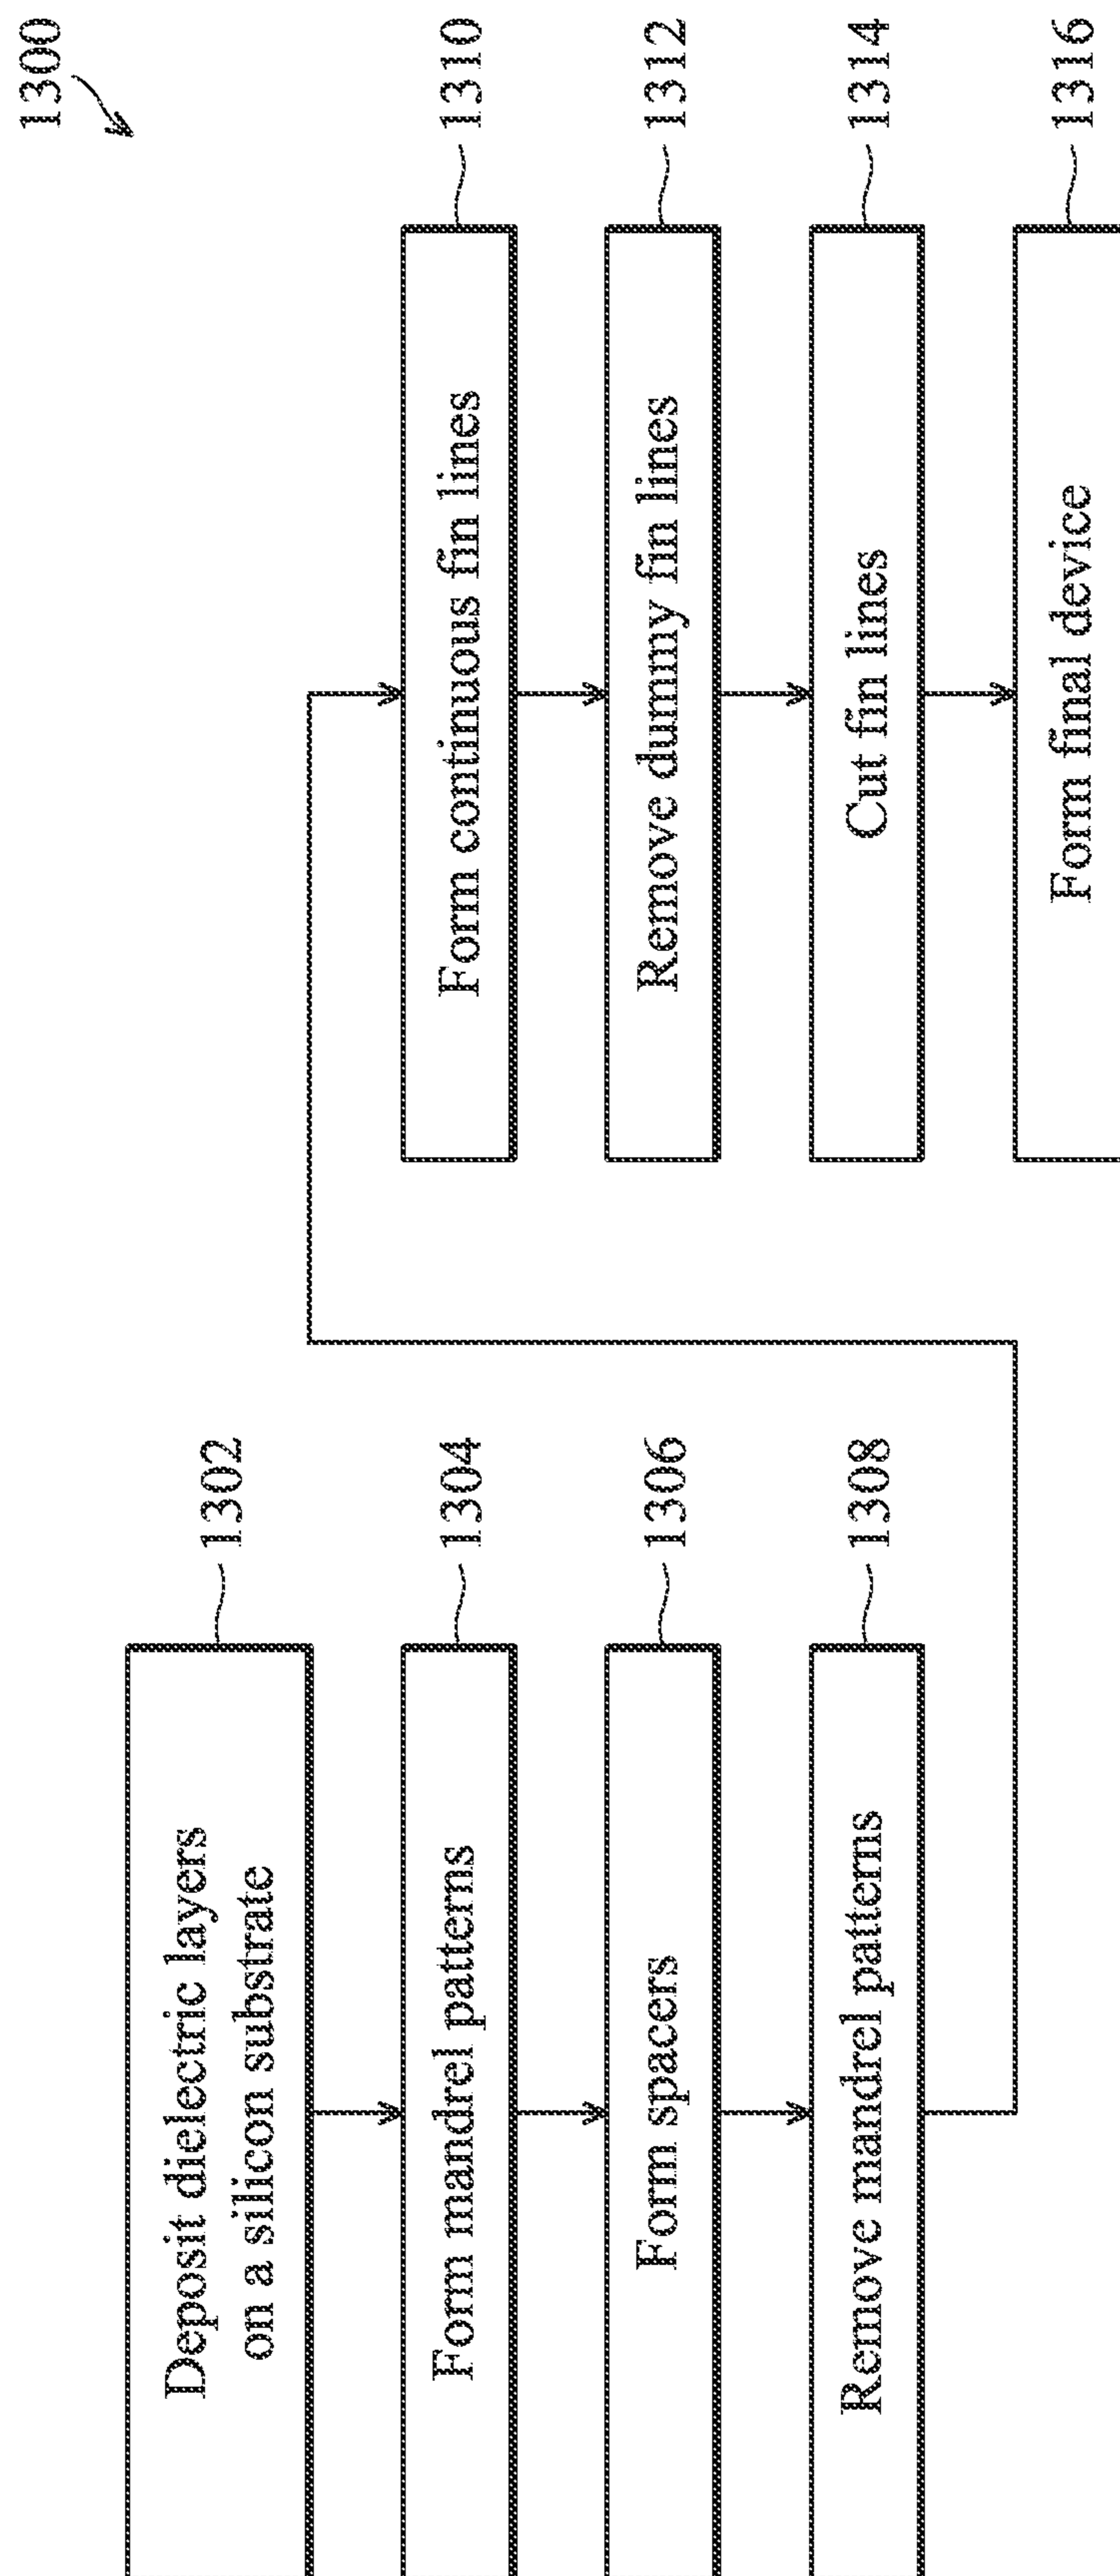 1300
Deposit dielectric layers
on a silicon substrate
1302
Form mandrel patterns
1304
Form spacers
1306
Remove mandrel patterns
1308
Form continuous fin lines
1310
Remove dummy fin lines
1312
Cut fin lines
1314
Form final device
1316